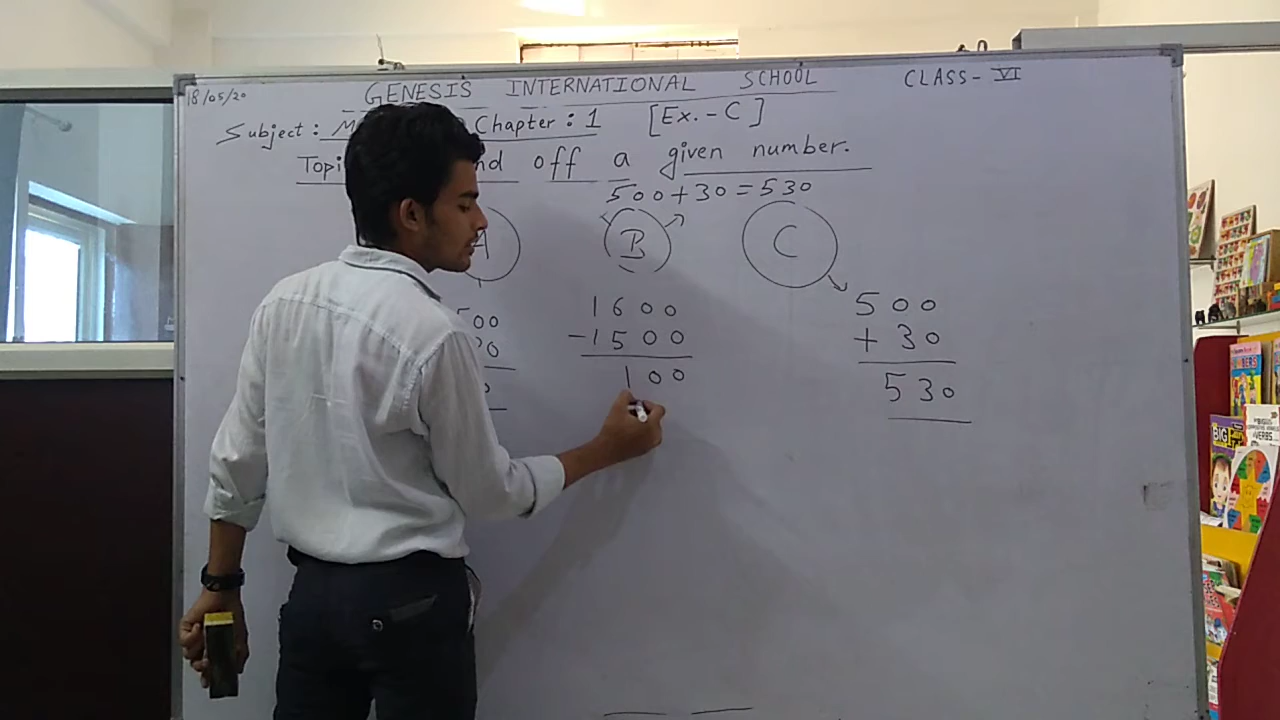 18/05/20
GENESIS INTERNATIONAL SCHOOL CLASS-VI
Subject: Chapter: 1 [Ex.-C]
off a given number.
500+30=530
A B C
1600
-1500
100
500
+ 30
530
BIG